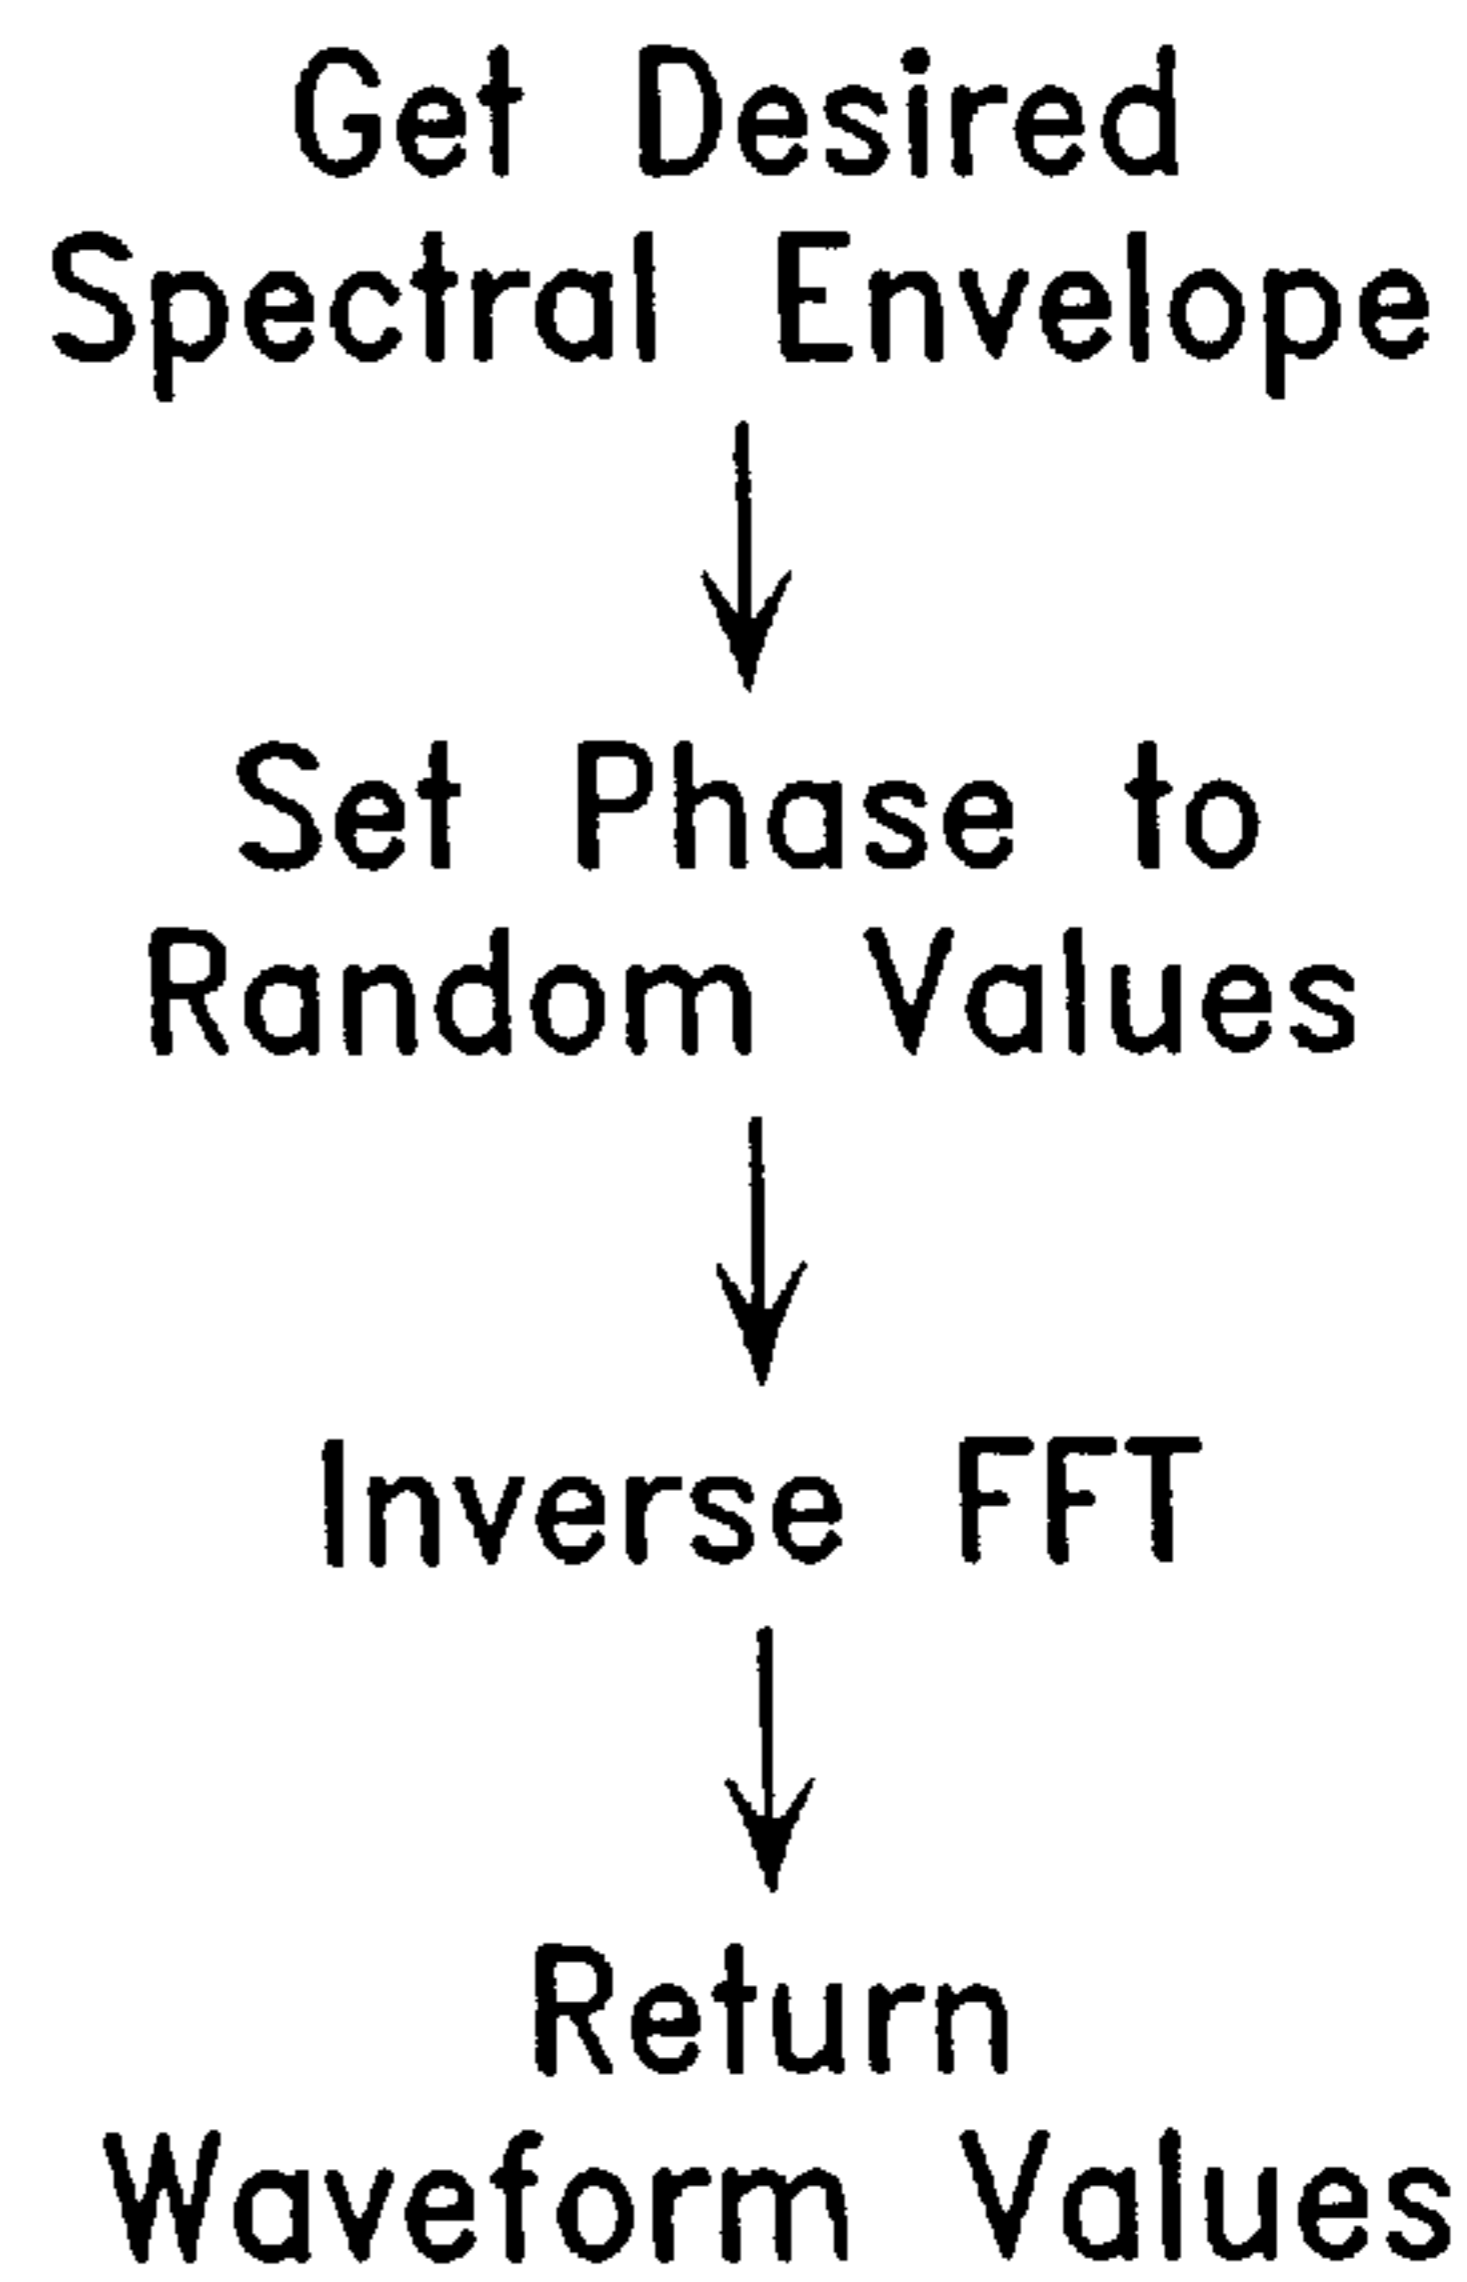 Get Desired
Spectral Envelope
Set Phase to
Random Values
Inverse FFT
Return
Waveform Values